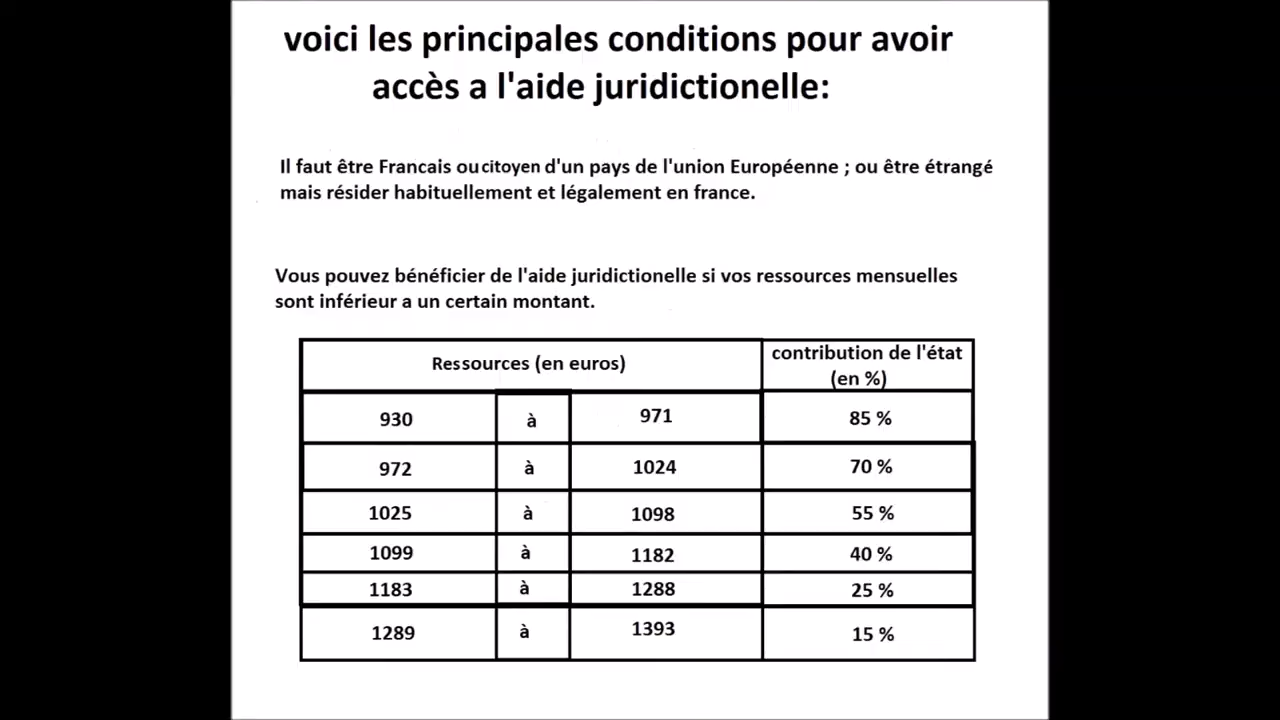 voici les principales conditions pour avoir
accès a l'aide juridictionelle:
Il faut être Francais ou citoyen d'un pays de l'union Européenne ; ou être étrangé
mais résider habituellement et légalement en france.
Vous pouvez bénéficier de l'aide juridictionelle si vos ressources mensuelles
sont inférieur a un certain montant.
Ressources (en euros) contribution de l'état
(en %)
930 à 971 85 %
972 à 1024 70 %
1025 à 1098 55 %
1099 à 1182 40 %
1183 à 1288 25 %
1289 à 1393 15 %